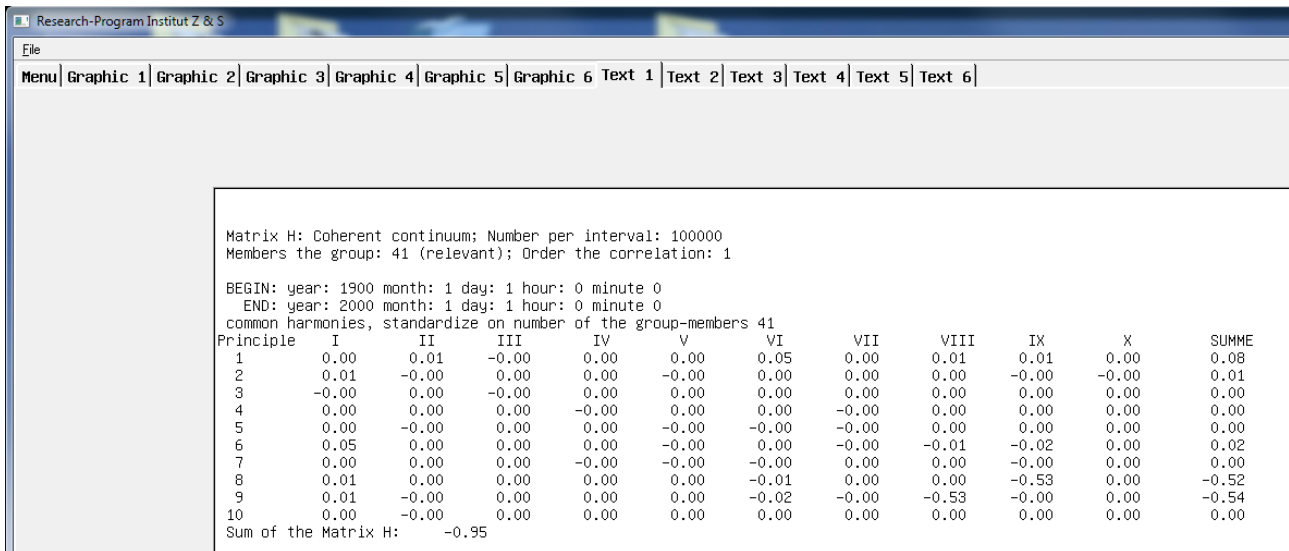 Research-Program Institut Z & S
File
Menu Graphic 1 Graphic 2 Graphic 3 Graphic 4 Graphic 5 Graphic 6 Text 1 Text 2 Text 3 Text 4 Text 5 Text 6
Matrix H: Coherent continuum; Number per interval: 100000
Members the group: 41 (relevant); Order the correlation: 1
BEGIN: year: 1900 month: 1 day: 1 hour: 0 minute 0
END: year: 2000 month: 1 day: 1 hour: 0 minute 0
common harmonies, standardize on number of the group-members 41
Principle I II III IV V VI VII VIII IX X SUMME
1 0.00 0.01 -0.00 0.00 0.00 0.05 0.00 0.01 0.01 0.00 0.08
2 0.01 -0.00 0.00 0.00 -0.00 0.00 0.00 0.00 -0.00 -0.00 0.01
3 -0.00 0.00 -0.00 0.00 0.00 0.00 0.00 0.00 0.00 0.00 0.00
4 0.00 0.00 0.00 -0.00 0.00 0.00 -0.00 0.00 0.00 0.00 0.00
5 0.00 -0.00 0.00 0.00 -0.00 -0.00 -0.00 0.00 0.00 0.00 0.00
6 0.05 0.00 0.00 0.00 -0.00 0.00 -0.00 -0.01 -0.02 0.00 0.02
7 0.00 0.00 0.00 -0.00 -0.00 -0.00 0.00 0.00 -0.00 0.00 0.00
8 0.01 0.00 0.00 0.00 0.00 -0.01 0.00 0.00 -0.53 0.00 -0.52
9 0.01 -0.00 0.00 0.00 0.00 -0.02 -0.00 -0.53 -0.00 0.00 -0.54
10 0.00 -0.00 0.00 0.00 0.00 0.00 0.00 0.00 0.00 0.00 0.00
Sum of the Matrix H: -0.95